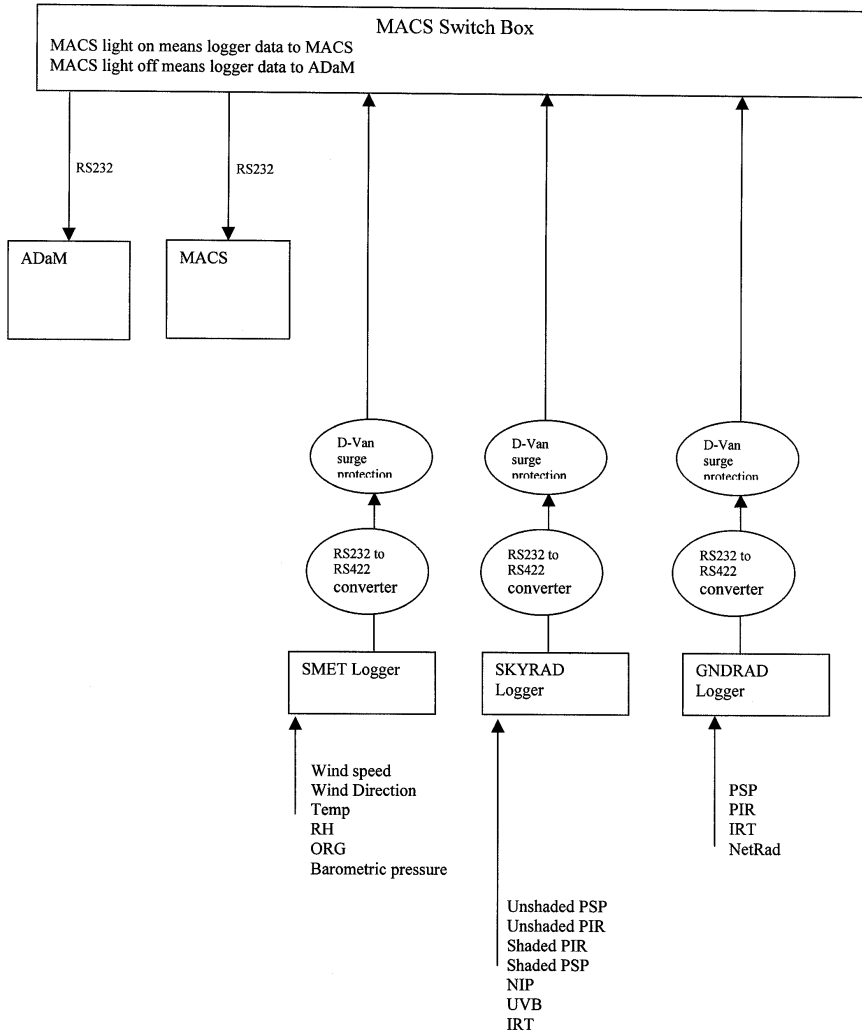 MACS Switch Box
MACS light on means logger data to MACS
MACS light off means logger data to ADaM
RS232
RS232
ADaM
MACS
D-Van
surge
protection
D-Van
surge
protection
D-Van
surge
protection
RS232 to
RS422
converter
RS232 to
RS422
converter
RS232 to
RS422
converter
SMET Logger
SKYRAD
Logger
GNDRAD
Logger
Wind speed
Wind Direction
Temp
RH
ORG
Barometric pressure
PSP
PIR
IRT
NetRad
Unshaded PSP
Unshaded PIR
Shaded PIR
Shaded PSP
NIP
UVB
IRT